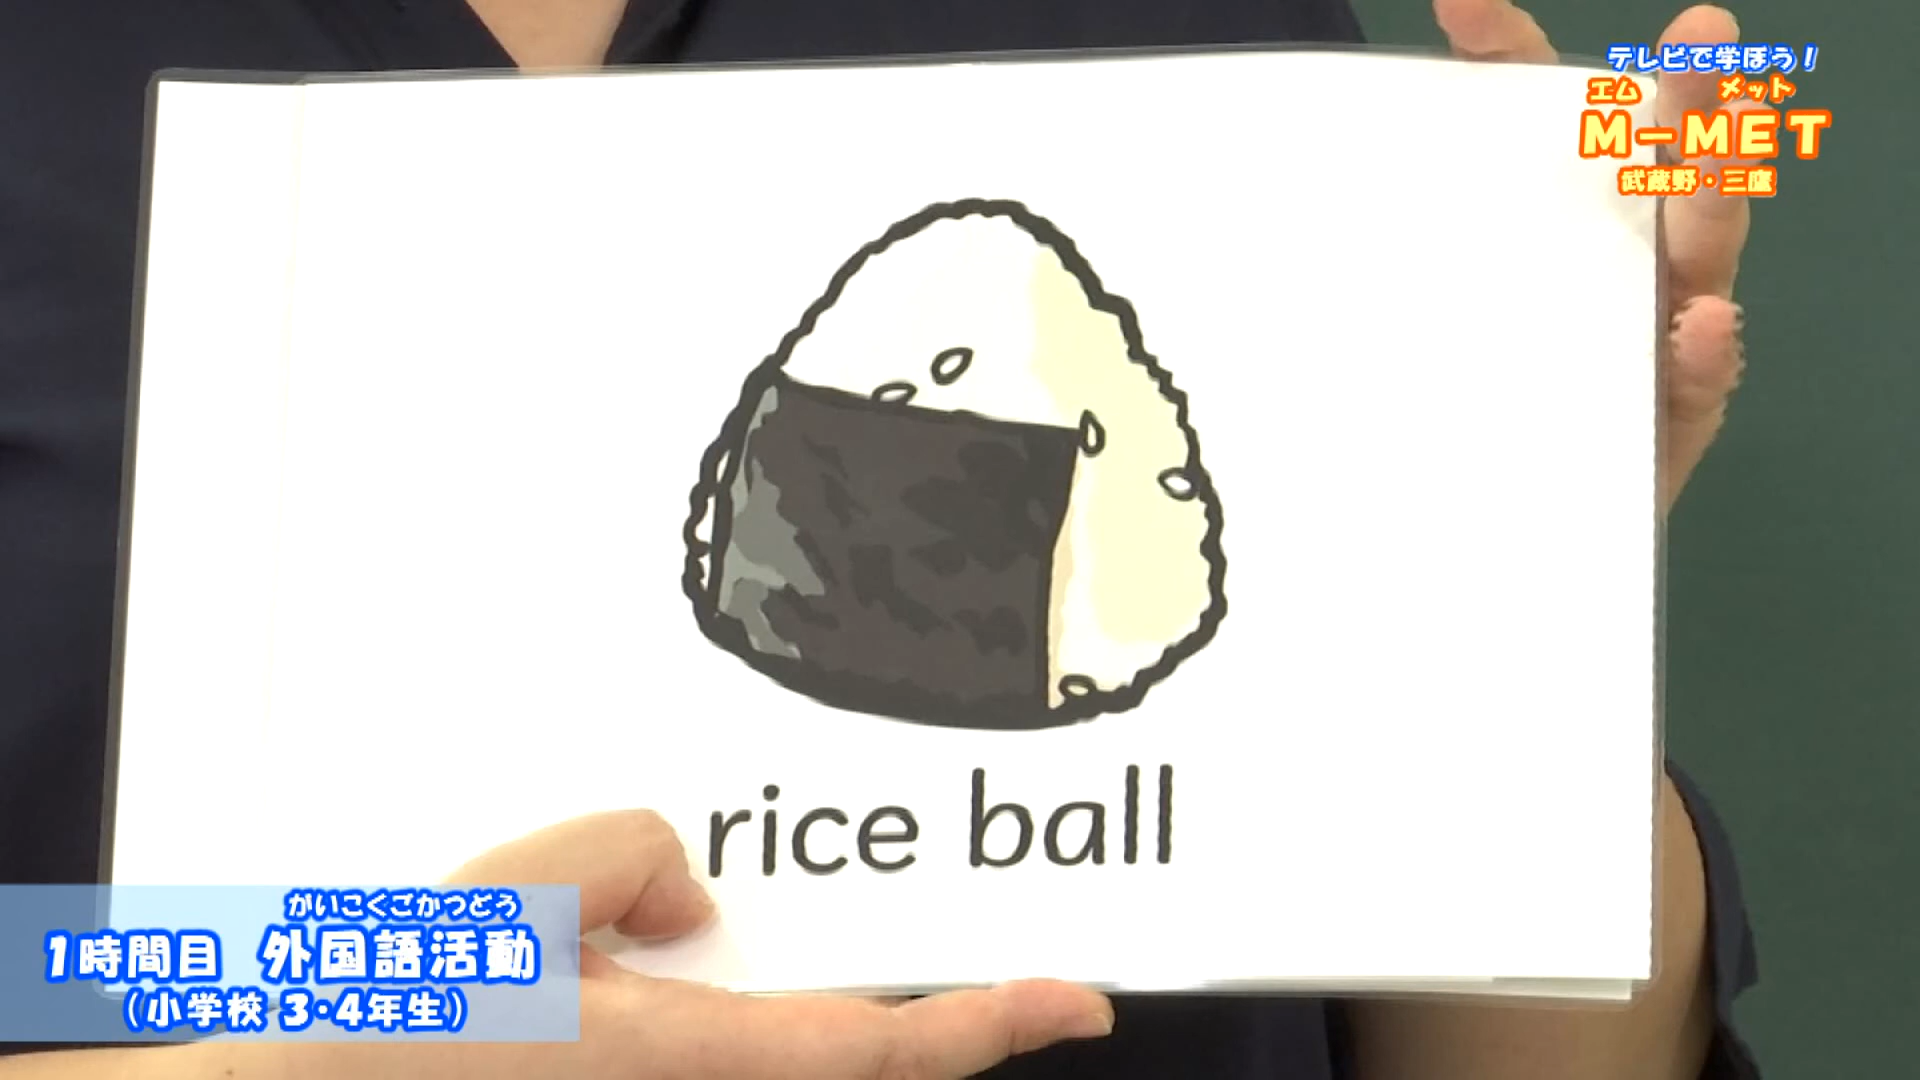 テレビで学ぼう!
エム メット
M-MET
武蔵野・三鷹
rice ball
がいこくごかつどう
1時間目 外国語活動
(小学校 3・4年生)